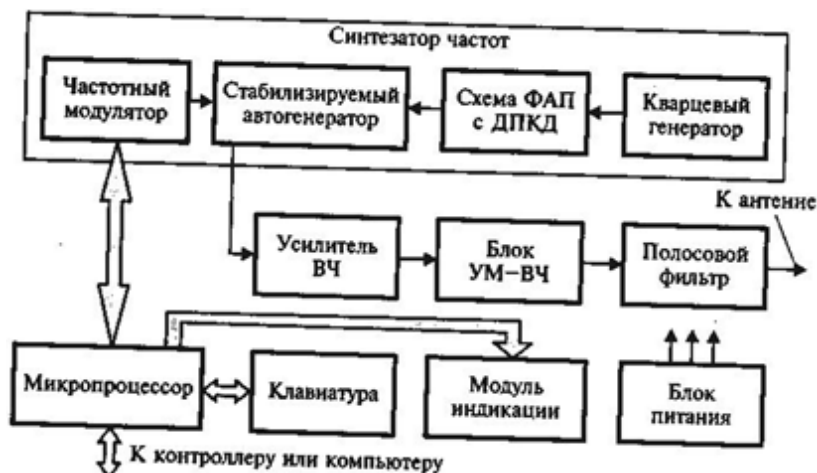 Синтезатор частот
Частотный
модулятор
Стабилизируемый
автогенератор
Схема ФАП
с ДПКД
Кварцевый
генератор
К антение
Усилитель
ВЧ
Блок
УМ−ВЧ
Полосовой
фильтр
Микропроцессор
Клавиатура
Модуль
индикации
Блок
питания
К контроллеру или компьютеру